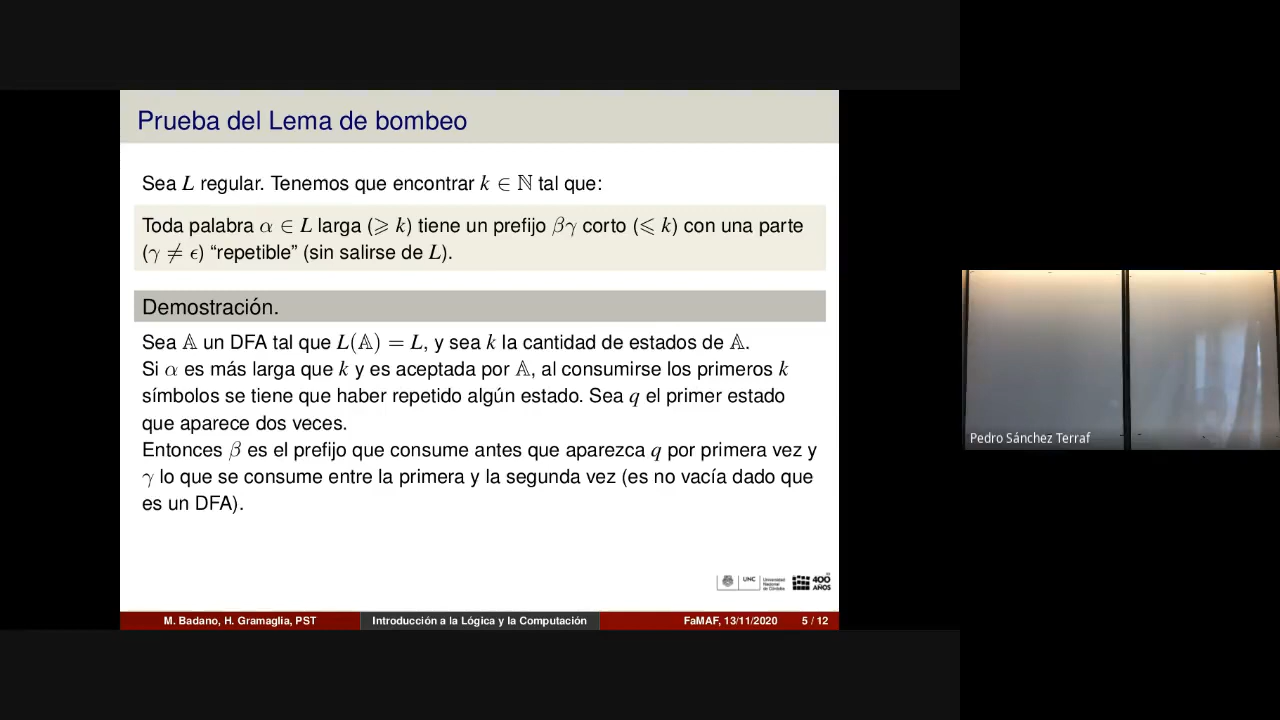 Prueba del Lema de bombeo
Sea L regular. Tenemos que encontrar k ∈ ℕ tal que:
Toda palabra α ∈ L larga (⩾ k) tiene un prefijo βγ corto (⩽ k) con una parte
(γ ≠ ϵ) “repetible” (sin salirse de L).
Demostración.
Sea 𝔸 un DFA tal que L(𝔸) = L, y sea k la cantidad de estados de 𝔸.
Si α es más larga que k y es aceptada por 𝔸, al consumirse los primeros k
símbolos se tiene que haber repetido algún estado. Sea q el primer estado
que aparece dos veces.
Entonces β es el prefijo que consume antes que aparezca q por primera vez y
γ lo que se consume entre la primera y la segunda vez (es no vacía dado que
es un DFA).
UNC
Universidad
Nacional
de Córdoba
400
AÑOS
M. Badano, H. Gramaglia, PST
Introducción a la Lógica y la Computación
FaMAF, 13/11/2020
5 / 12
Pedro Sánchez Terraf